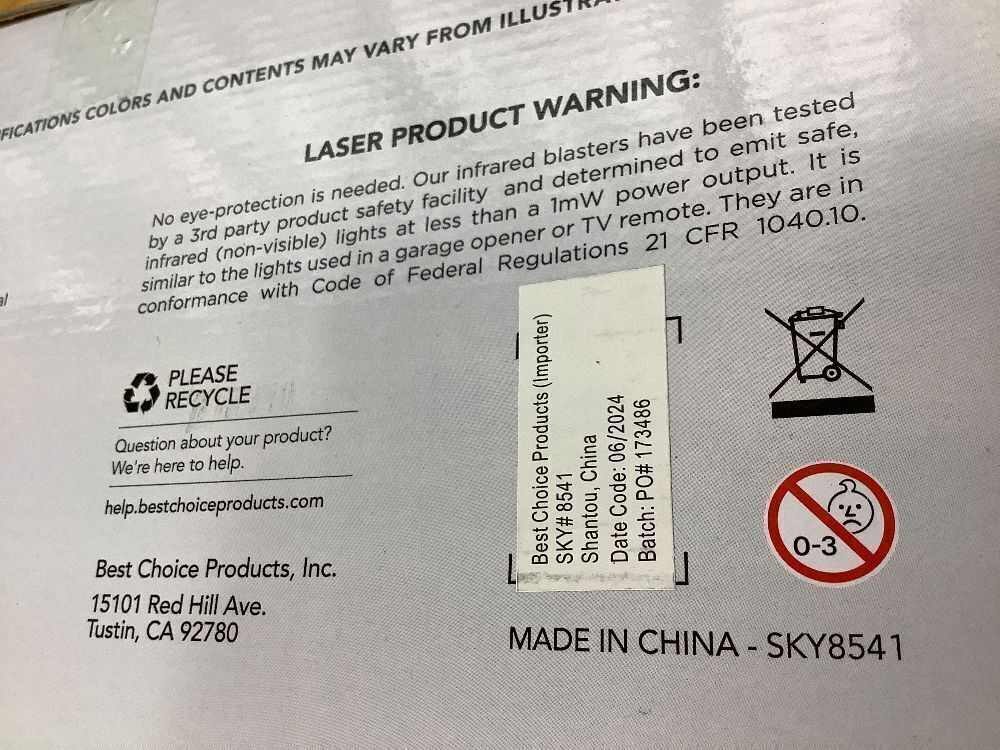 FICATIONS COLORS AND CONTENTS MAY VARY FROM
LASER PRODUCT WARNING:
No eye-protection is needed. Our infrared blasters have been tested
by a 3rd party product safety facility and determined to emit safe,
infrared (non-visible) lights at less than a 1mW power output. It is
similar to the lights used in a garage opener or TV remote. They are in
conformance with Code of Federal Regulations 21 CFR 1040.10.
PLEASE
RECYCLE
Question about your product?
We're here to help.
help.bestchoiceproducts.com
Best Choice Products, Inc.
15101 Red Hill Ave.
Tustin, CA 92780
Best Choice Products (Importer)
SKY# 8541
Shantou, China
Date Code: 06/2024
Batch: PO# 173486
0-3
MADE IN CHINA - SKY8541